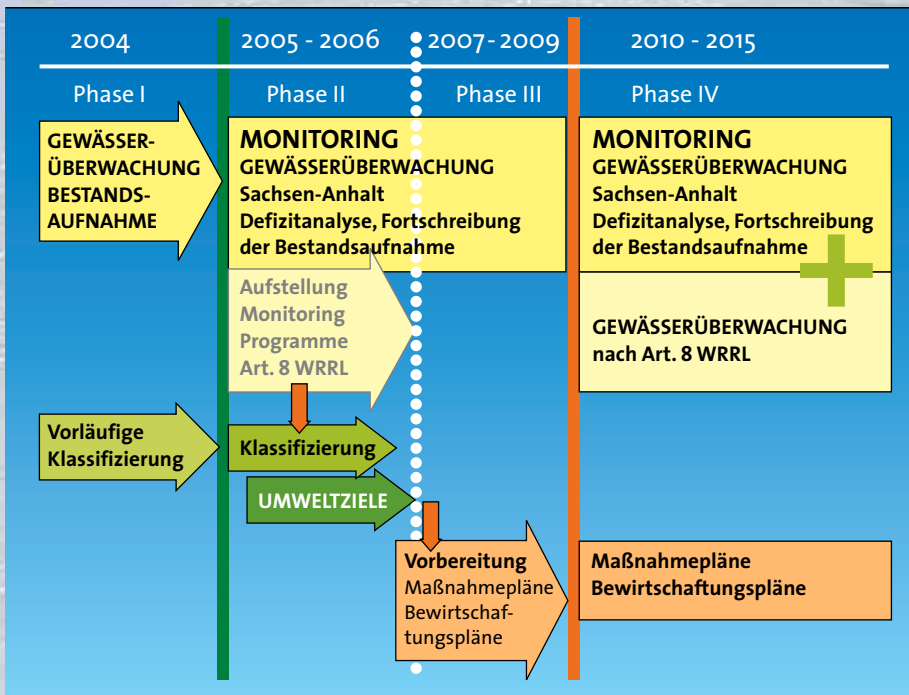 2004
2005 - 2006
2007- 2009
2010 - 2015
Phase I
Phase II
Phase III
Phase IV
GEWÄSSER-
ÜBERWACHUNG
BESTANDS-
AUFNAHME
MONITORING
GEWÄSSERÜBERWACHUNG
Sachsen-Anhalt
Defizitanalyse, Fortschreibung
der Bestandsaufnahme
MONITORING
GEWÄSSERÜBERWACHUNG
Sachsen-Anhalt
Defizitanalyse, Fortschreibung
der Bestandsaufnahme
Aufstellung
Monitoring
Programme
Art. 8 WRRL
GEWÄSSERÜBERWACHUNG
nach Art. 8 WRRL
Vorläufige
Klassifizierung
Klassifizierung
UMWELTZIELE
Vorbereitung
Maßnahmepläne
Bewirtschaf-
tungspläne
Maßnahmepläne
Bewirtschaftungspläne